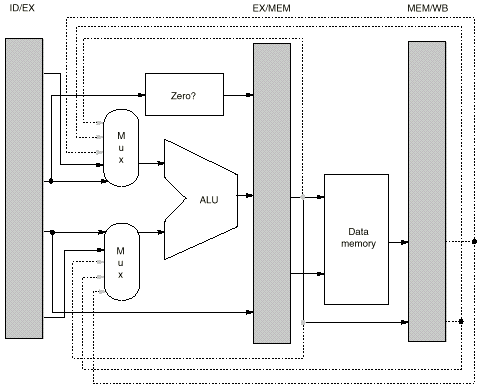 ID/EX
EX/MEM
MEM/WB
Zero?
M
u
x
ALU
M
u
x
Data
memory